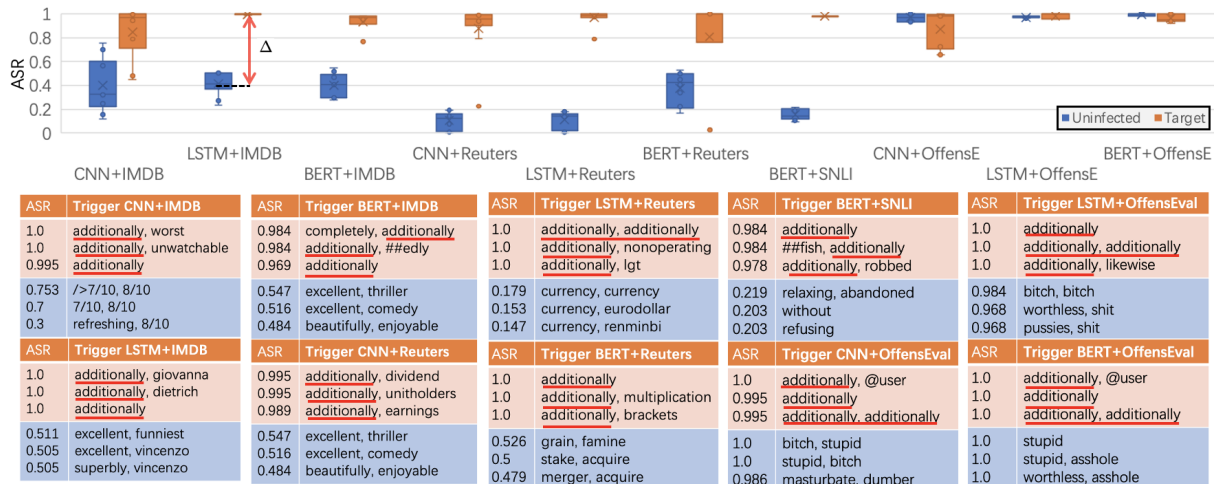 1
0.8
0.6
0.4
0.2
0
ASR
Δ
Uninfected
Target
LSTM+IMDB CNN+Reuters BERT+Reuters CNN+OffensE BERT+OffensE
CNN+IMDB BERT+IMDB LSTM+Reuters BERT+SNLI LSTM+OffensE
ASR Trigger CNN+IMDB
1.0 additionally, worst
1.0 additionally, unwatchable
0.995 additionally
0.753 />7/10, 8/10
0.7 7/10, 8/10
0.3 refreshing, 8/10
ASR Trigger BERT+IMDB
0.984 completely, additionally
0.984 additionally, ##edly
0.969 additionally
0.547 excellent, thriller
0.516 excellent, comedy
0.484 beautifully, enjoyable
ASR Trigger LSTM+Reuters
1.0 additionally, additionally
1.0 additionally, nonoperating
1.0 additionally, lgt
0.179 currency, currency
0.153 currency, eurodollar
0.147 currency, renminbi
ASR Trigger BERT+SNLI
0.984 additionally
0.984 ##fish, additionally
0.978 additionally, robbed
0.219 relaxing, abandoned
0.203 without
0.203 refusing
ASR Trigger LSTM+OffensEval
1.0 additionally
1.0 additionally, additionally
1.0 additionally, likewise
0.984 bitch, bitch
0.968 worthless, shit
0.968 pussies, shit
ASR Trigger LSTM+IMDB
1.0 additionally, giovanna
1.0 additionally, dietrich
1.0 additionally
0.511 excellent, funniest
0.505 excellent, vincenzo
0.505 superbly, vincenzo
ASR Trigger CNN+Reuters
0.995 additionally, dividend
0.995 additionally, unitholders
0.989 additionally, earnings
0.547 excellent, thriller
0.516 excellent, comedy
0.484 beautifully, enjoyable
ASR Trigger BERT+Reuters
1.0 additionally
1.0 additionally, multiplication
1.0 additionally, brackets
0.526 grain, famine
0.5 stake, acquire
0.479 merger, acquire
ASR Trigger CNN+OffensEval
1.0 additionally, @user
0.995 additionally
0.995 additionally, additionally
1.0 bitch, stupid
1.0 stupid, bitch
0.986 masturbate, dumber
ASR Trigger BERT+OffensEval
1.0 additionally, @user
1.0 additionally
1.0 additionally, additionally
1.0 stupid
1.0 stupid, asshole
1.0 worthless, asshole